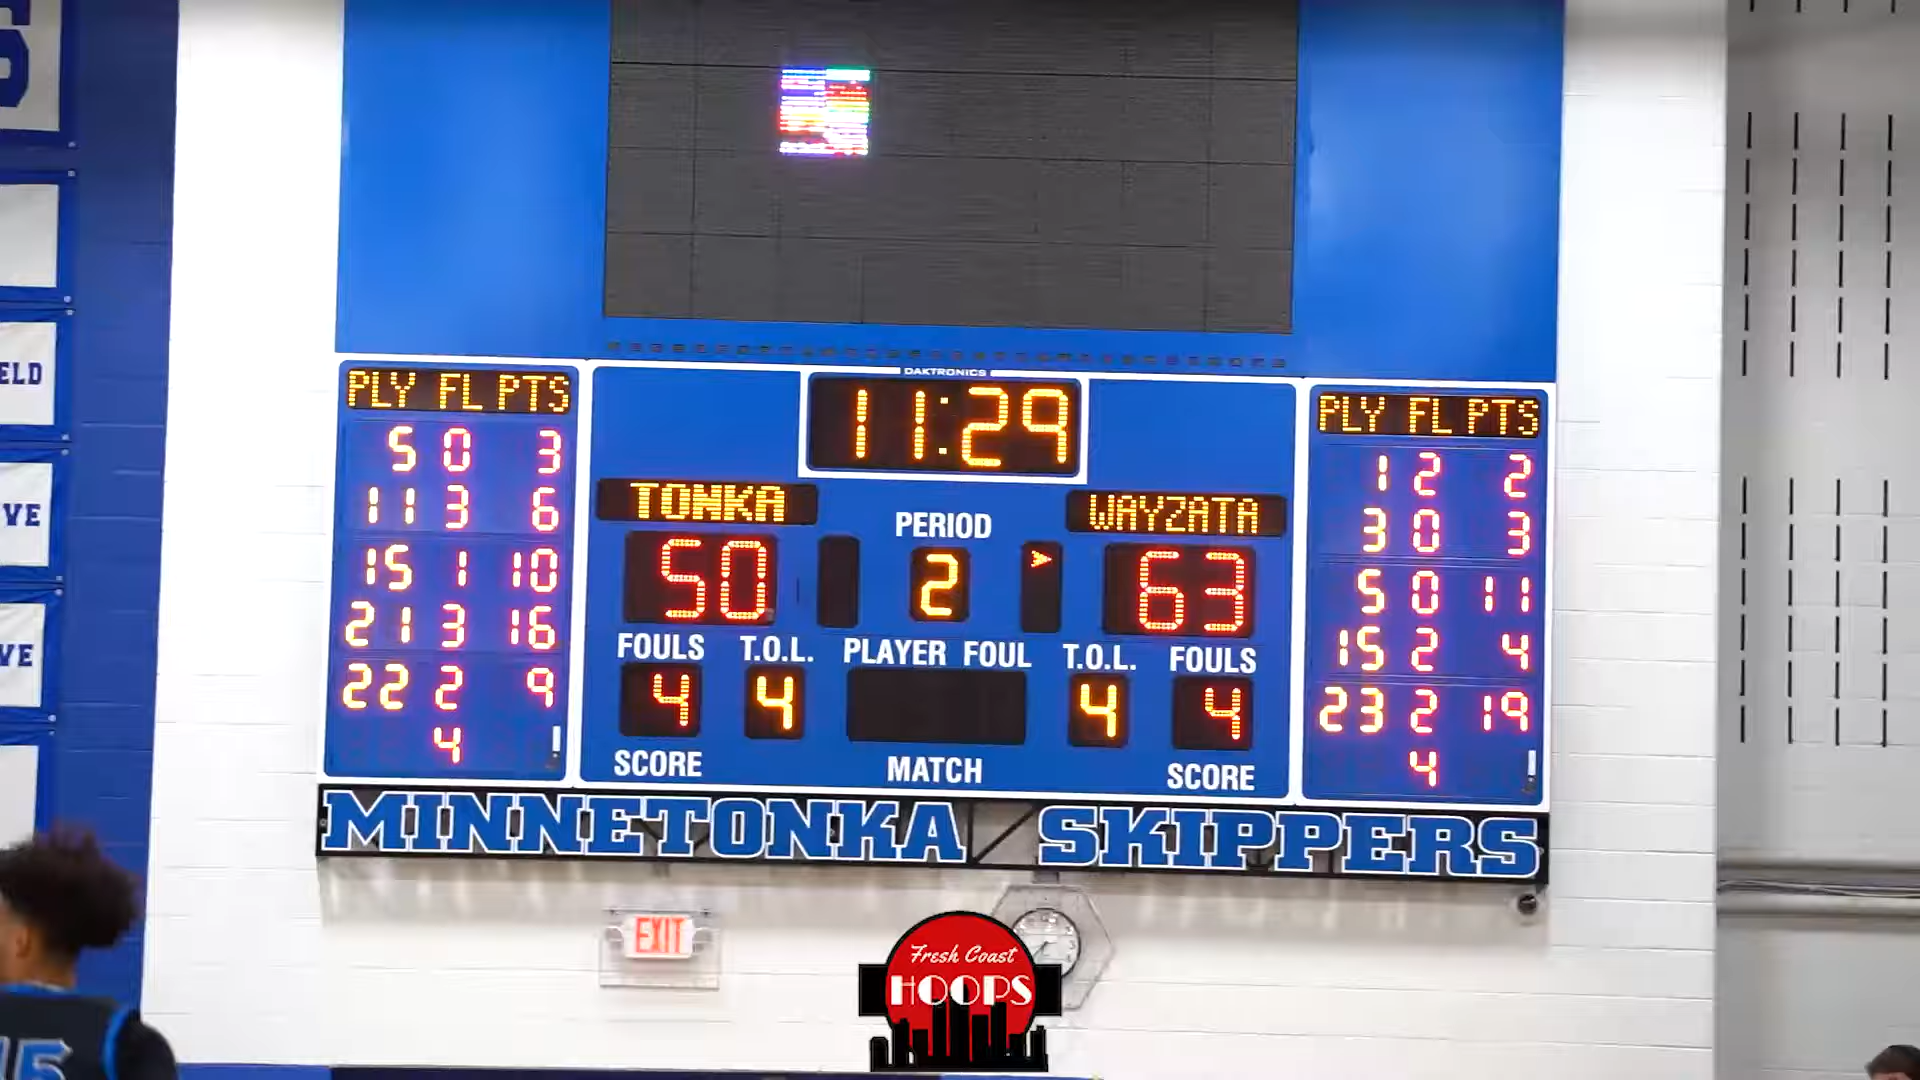 S
ELD
VE
VE
DAKTRONICS
PLY FL PTS
5 0 3
11 3 6
15 1 10
21 3 16
22 2 9
4
11:29
TONKA
PERIOD
WAYZATA
50
2
63
FOULS T.O.L. PLAYER FOUL T.O.L. FOULS
4 4 4 4
SCORE MATCH SCORE
PLY FL PTS
1 2 2
3 0 3
5 0 11
15 2 4
23 2 19
4
MINNETONKA SKIPPERS
EXIT
Fresh Coast
HOOPS
15